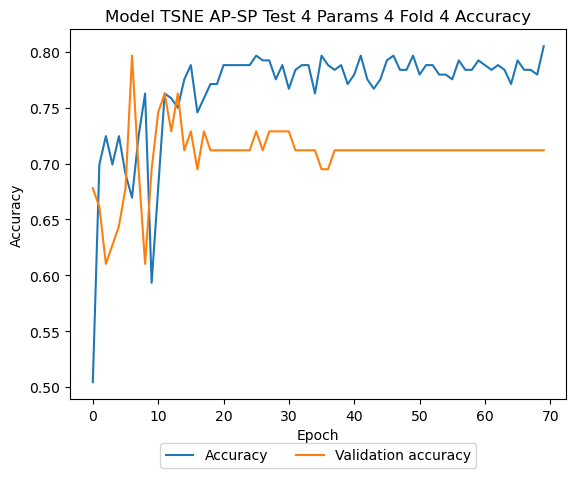 Model TSNE AP-SP Test 4 Params 4 Fold 4 Accuracy
0.80
0.75
0.70
0.65
0.60
0.55
0.50
Accuracy
0 10 20 30 40 50 60 70
Epoch
Accuracy Validation accuracy